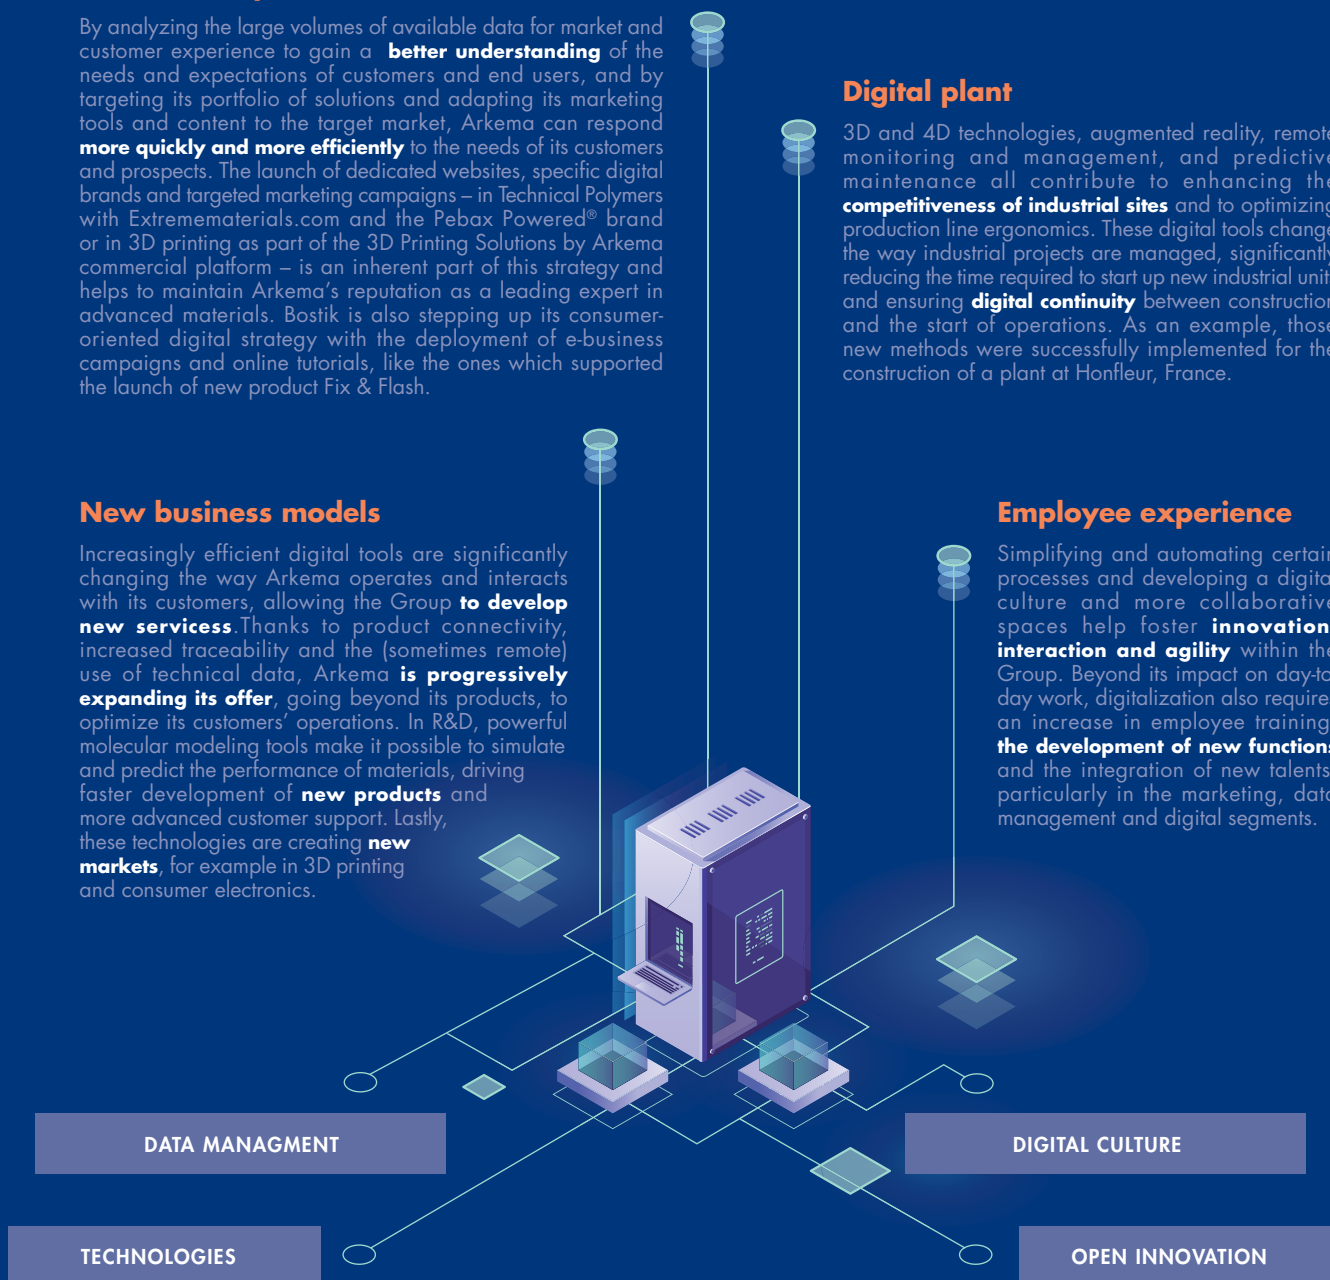 By analyzing the large volumes of available data for market and
customer experience to gain a better understanding of the
needs and expectations of customers and end users, and by
targeting its portfolio of solutions and adapting its marketing
tools and content to the target market, Arkema can respond
more quickly and more efficiently to the needs of its customers
and prospects. The launch of dedicated websites, specific digital
brands and targeted marketing campaigns – in Technical Polymers
with Extremematerials.com and the Pebax Powered® brand
or in 3D printing as part of the 3D Printing Solutions by Arkema
commercial platform – is an inherent part of this strategy and
helps to maintain Arkema’s reputation as a leading expert in
advanced materials. Bostik is also stepping up its consumer-
oriented digital strategy with the deployment of e-business
campaigns and online tutorials, like the ones which supported
the launch of new product Fix & Flash.
Digital plant
3D and 4D technologies, augmented reality, remote
monitoring and management, and predictive
maintenance all contribute to enhancing the
competitiveness of industrial sites and to optimizing
production line ergonomics. These digital tools change
the way industrial projects are managed, significantly
reducing the time required to start up new industrial unit
and ensuring digital continuity between construction
and the start of operations. As an example, those
new methods were successfully implemented for the
construction of a plant at Honfleur, France.
New business models
Increasingly efficient digital tools are significantly
changing the way Arkema operates and interacts
with its customers, allowing the Group to develop
new servicess.Thanks to product connectivity,
increased traceability and the (sometimes remote)
use of technical data, Arkema is progressively
expanding its offer, going beyond its products, to
optimize its customers’ operations. In R&D, powerful
molecular modeling tools make it possible to simulate
and predict the performance of materials, driving
faster development of new products and
more advanced customer support. Lastly,
these technologies are creating new
markets, for example in 3D printing
and consumer electronics.
Employee experience
Simplifying and automating certain
processes and developing a digita
culture and more collaborative
spaces help foster innovation,
interaction and agility within the
Group. Beyond its impact on day-to
day work, digitalization also require
an increase in employee training,
the development of new functions
and the integration of new talents,
particularly in the marketing, data
management and digital segments.
DATA MANAGMENT
DIGITAL CULTURE
TECHNOLOGIES
OPEN INNOVATION